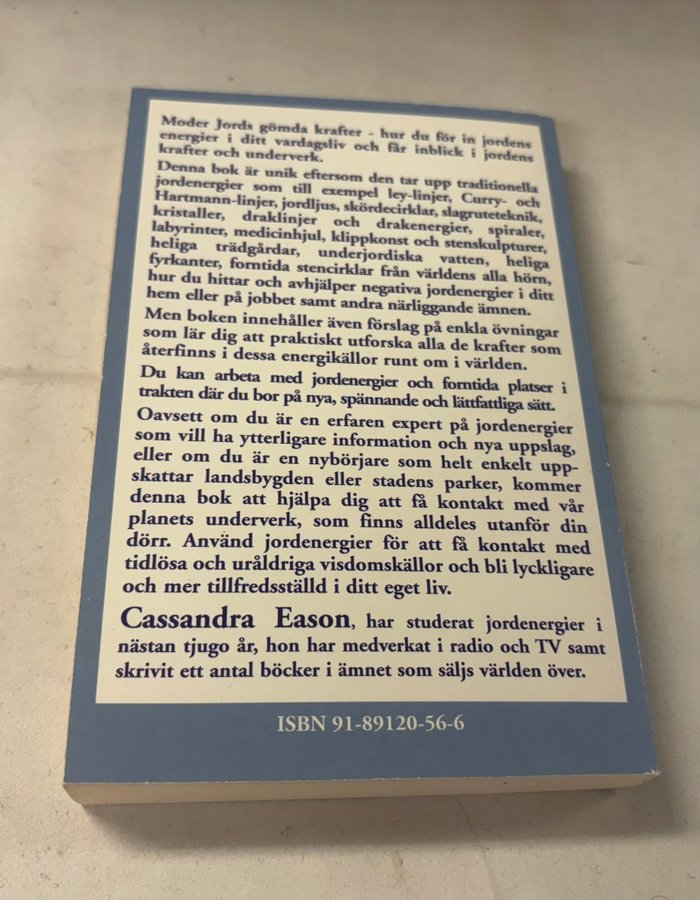 Moder Jords gömda krafter - hur du för in jordens
energier i ditt vardagsliv och får inblick i jordens
krafter och underverk.
Denna bok är unik eftersom den tar upp traditionella
jordenergier som till exempel ley-linjer, Curry- och
Hartmann-linjer, jordljus, skördecirklar, slagruteteknik,
kristaller, draklinjer och drakenergier, spiraler,
labyrinter, medicinhjul, klippkonst och stenskulpturer,
heliga trädgårdar, underjordiska vatten, heliga
fyrkanter, forntida stencirklar från världens alla hörn,
hur du hittar och avhjälper negativa jordenergier i ditt
hem eller på jobbet samt andra närliggande ämnen.
Men boken innehåller även förslag på enkla övningar
som lär dig att praktiskt utforska alla de krafter som
återfinns i dessa energikällor runt om i världen.
Du kan arbeta med jordenergier och forntida platser i
trakten där du bor på nya, spännande och lättfattliga sätt.
Oavsett om du är en erfaren expert på jordenergier
som vill ha ytterligare information och nya uppslag,
eller om du är en nybörjare som helt enkelt upp-
skattar landsbygden eller stadens parker, kommer
denna bok att hjälpa dig att få kontakt med vår
planets underverk, som finns alldeles utanför din
dörr. Använd jordenergier för att få kontakt med
tidlösa och uråldriga visdomskällor och bli lyckligare
och mer tillfredsställd i ditt eget liv.
Cassandra Eason, har studerat jordenergier i
nästan tjugo år, hon har medverkat i radio och TV samt
skrivit ett antal böcker i ämnet som säljs världen över.
ISBN 91-89120-56-6